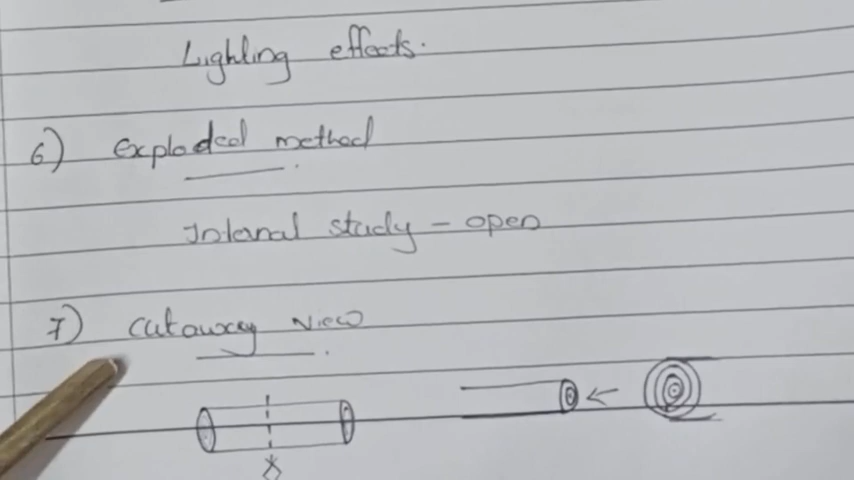 Lighting effects.
6) Exploded method
Internal study - open
7) Cutaway view